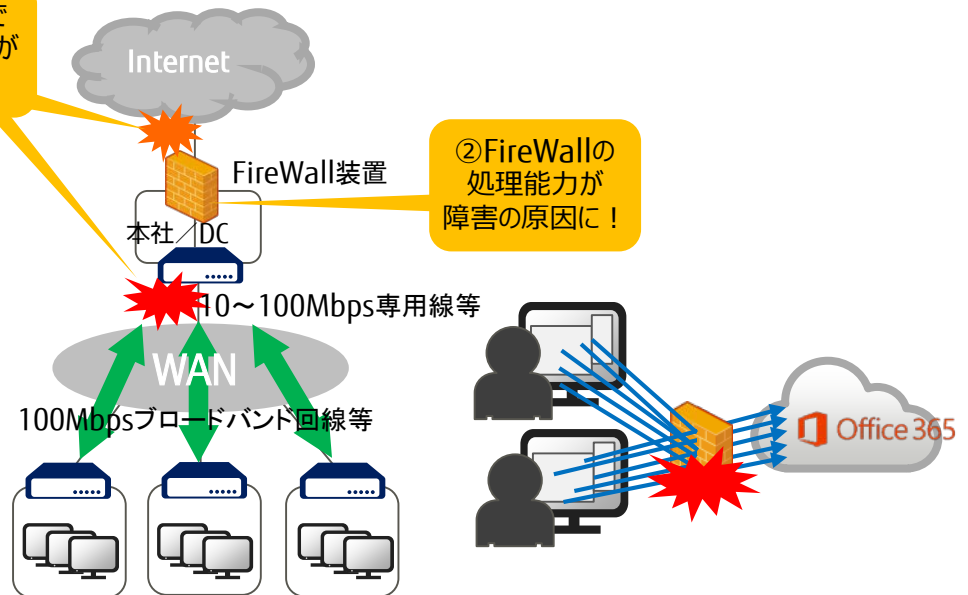 で
が
Internet
②FireWallの
処理能力が
障害の原因に！
FireWall装置
本社／DC
10～100Mbps専用線等
WAN
100Mbpsブロードバンド回線等
Office 365